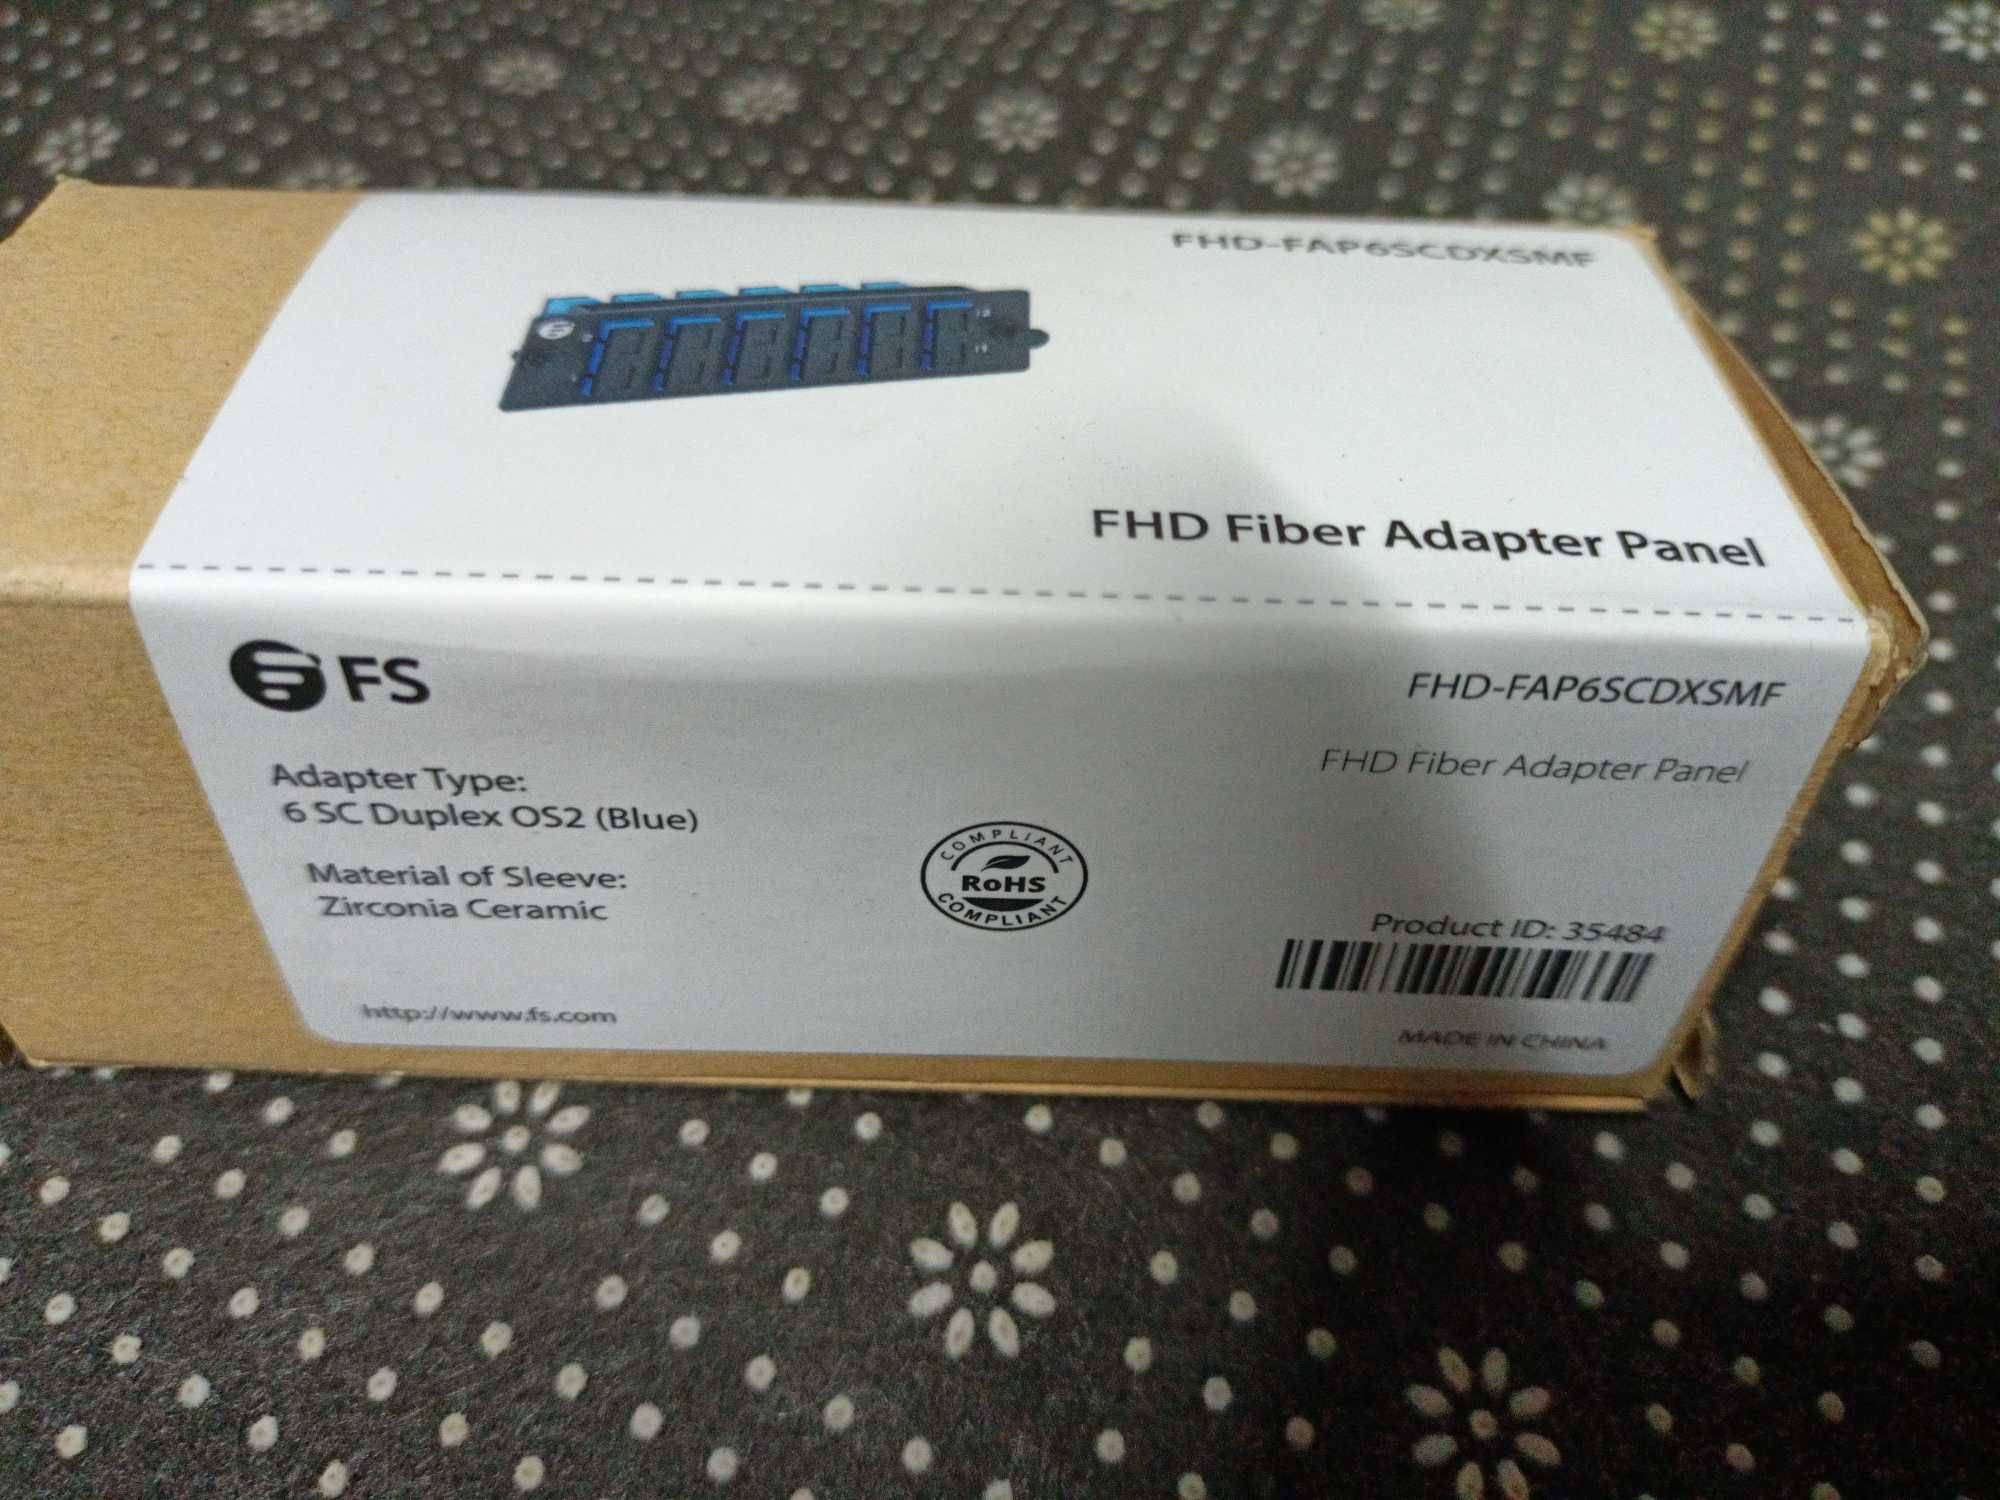 FHD-FAP6SCDXSMF
FHD Fiber Adapter Panel
FS
FHD-FAP6SCDXSMF
FHD Fiber Adapter Panel
Adapter Type:
6 SC Duplex OS2 (Blue)
Material of Sleeve:
Zirconia Ceramic
COMPLIANT
RoHS
COMPLIANT
Product ID: 35484
http://www.fs.com
MADE IN CHINA